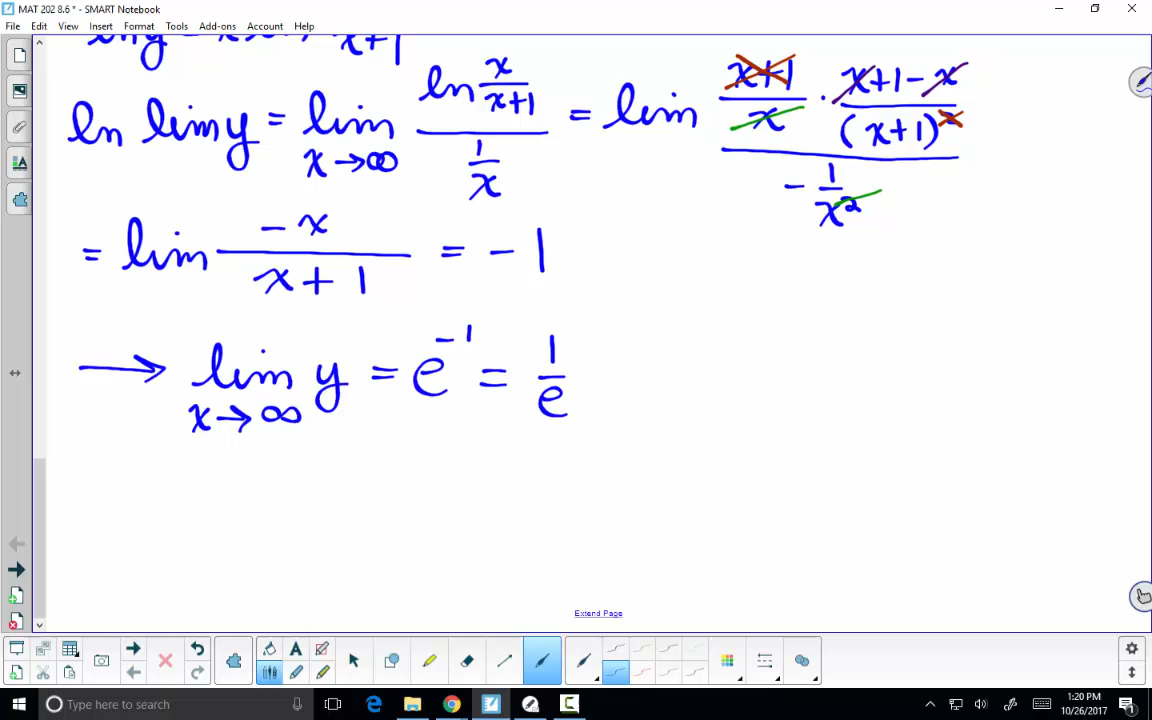 MAT 202 8.6 * - SMART Notebook
File Edit View Insert Format Tools Add-ons Account Help
ln lim y = lim x→∞ (ln x/(x+1)) / (1/x) = lim ((x+1)/x · (x+1-x)/(x+1)²) / (-1/x²)
= lim -x/(x+1) = -1
→ lim x→∞ y = e⁻¹ = 1/e
Extend Page
Type here to search
1:20 PM
10/26/2017